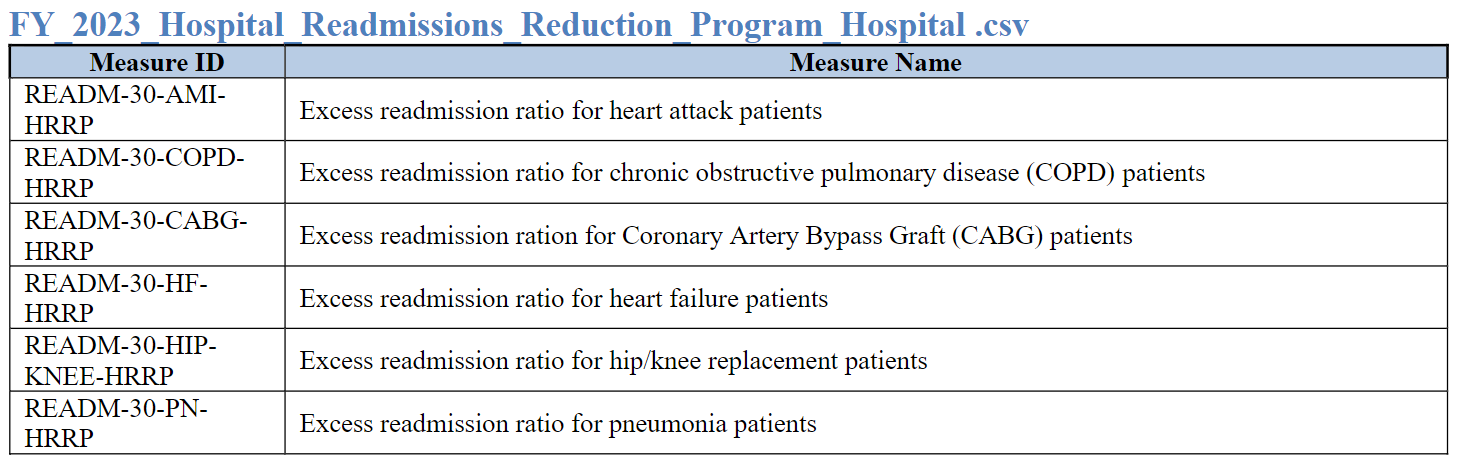 FY_2023_Hospital_Readmissions_Reduction_Program_Hospital .csv
Measure ID Measure Name
READM-30-AMI-
HRRP
Excess readmission ratio for heart attack patients
READM-30-COPD-
HRRP
Excess readmission ratio for chronic obstructive pulmonary disease (COPD) patients
READM-30-CABG-
HRRP
Excess readmission ration for Coronary Artery Bypass Graft (CABG) patients
READM-30-HF-
HRRP
Excess readmission ratio for heart failure patients
READM-30-HIP-
KNEE-HRRP
Excess readmission ratio for hip/knee replacement patients
READM-30-PN-
HRRP
Excess readmission ratio for pneumonia patients